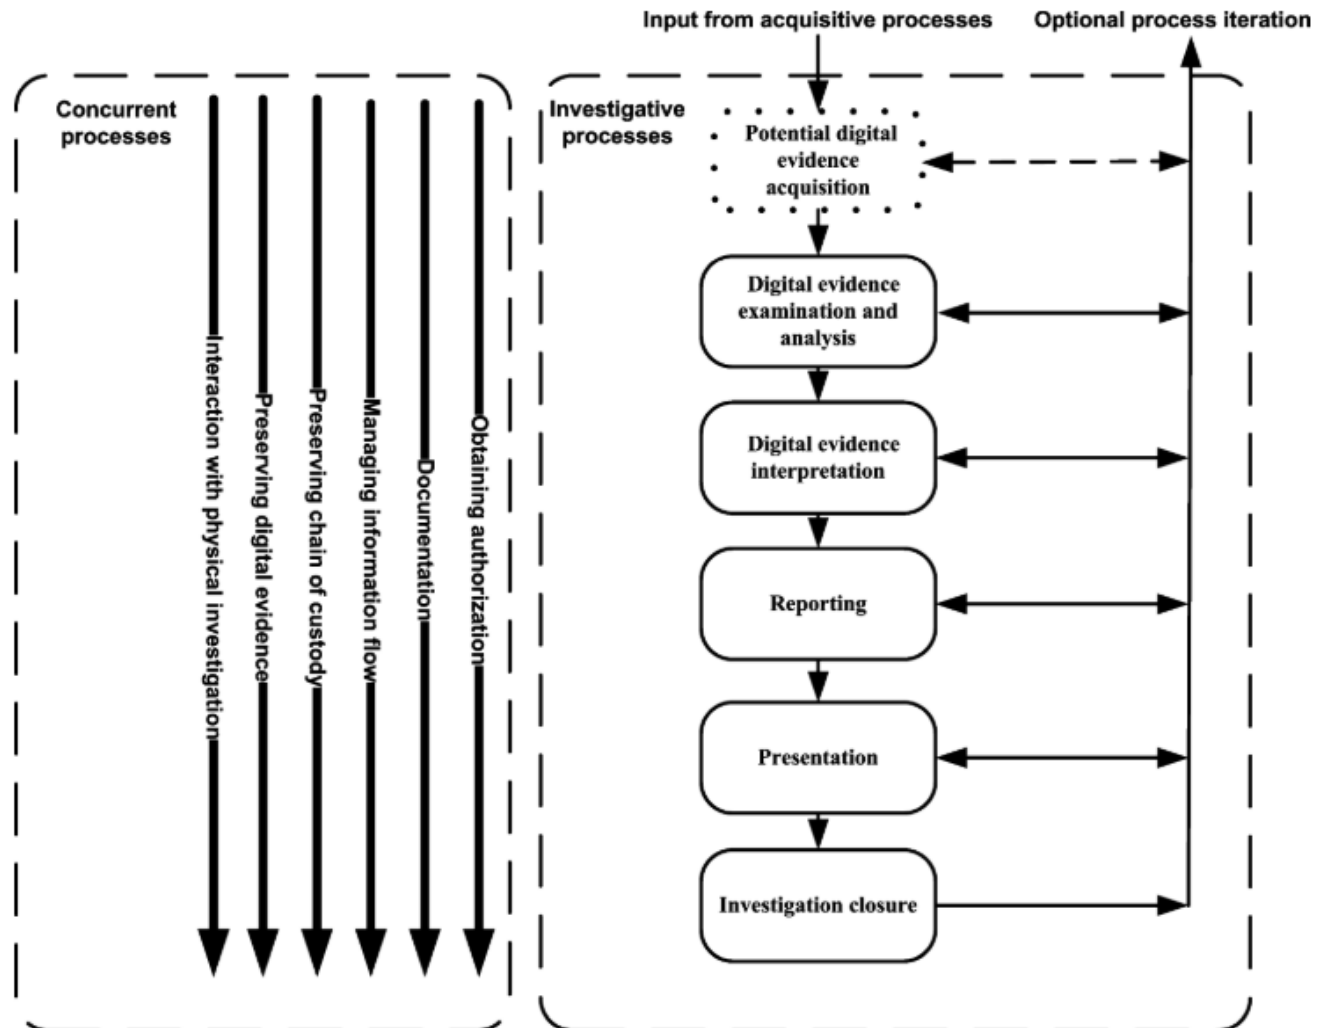 Input from acquisitive processes
Optional process iteration
Concurrent
processes
Interaction with physical investigation
Preserving digital evidence
Preserving chain of custody
Managing information flow
Documentation
Obtaining authorization
Investigative
processes
Potential digital
evidence
acquisition
Digital evidence
examination and
analysis
Digital evidence
interpretation
Reporting
Presentation
Investigation closure